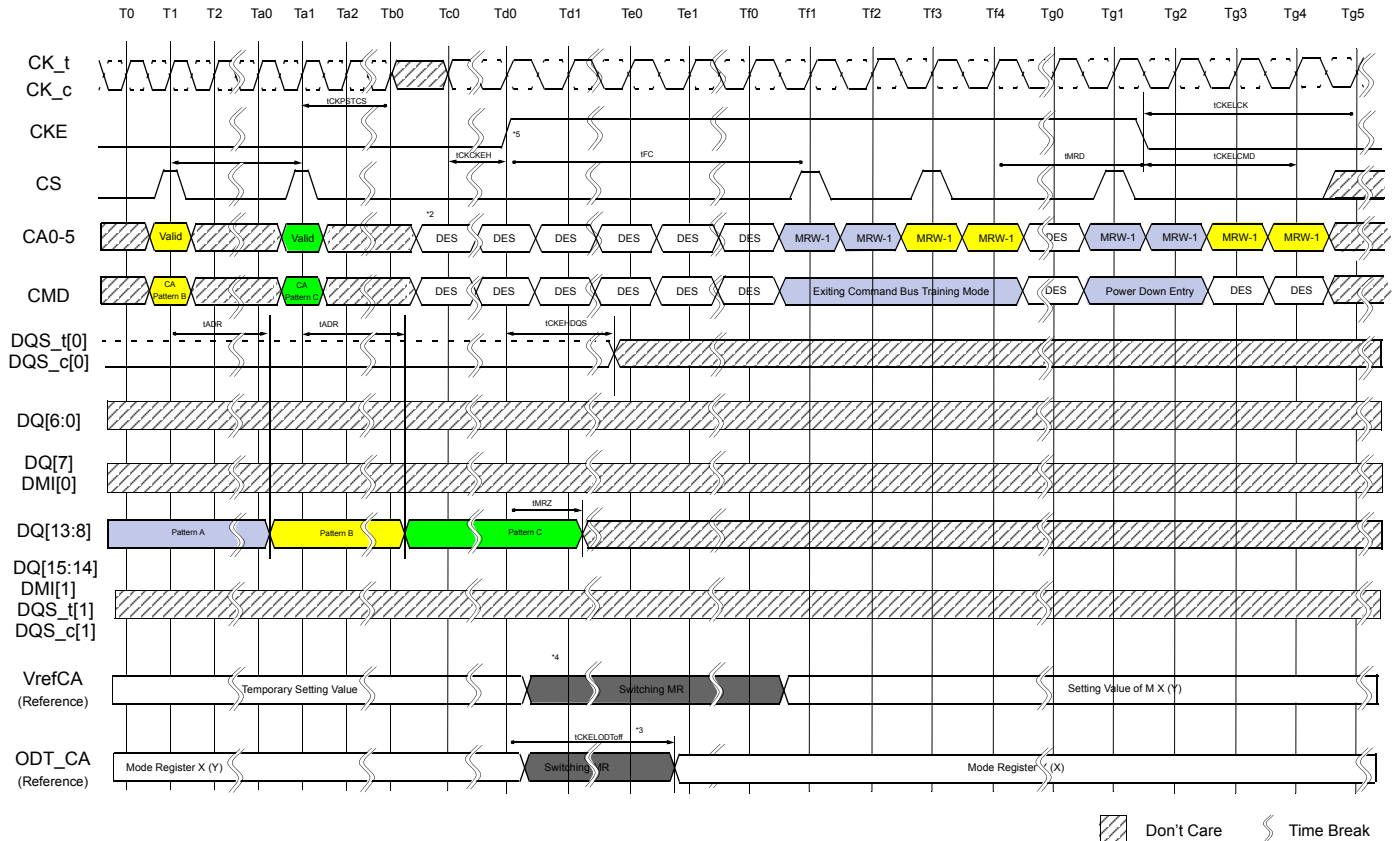 T0 T1 T2 Ta0 Ta1 Ta2 Tb0 Tc0 Td0 Td1 Te0 Te1 Tf0 Tf1 Tf2 Tf3 Tf4 Tg0 Tg1 Tg2 Tg3 Tg4 Tg5
CK_t
CK_c
tCKPSTCS
tCKELCK
CKE
*5
tCKCKEH
tFC
tMRD
tCKELCMD
CS
*2
CA0-5
Valid Valid DES DES DES DES DES DES MRW-1 MRW-1 MRW-1 MRW-1 DES MRW-1 MRW-1 MRW-1 MRW-1
CMD
CA Pattern B
CA Pattern C
DES DES DES DES DES DES Exiting Command Bus Training Mode DES Power Down Entry DES DES
tADR tADR tCKEHDQS
DQS_t[0]
DQS_c[0]
DQ[6:0]
DQ[7]
DMI[0]
tMRZ
DQ[13:8]
Pattern A Pattern B Pattern C
DQ[15:14]
DMI[1]
DQS_t[1]
DQS_c[1]
*4
VrefCA
(Reference)
Temporary Setting Value Switching MR Setting Value of M X (Y)
tCKELODToff *3
ODT_CA
(Reference)
Mode Register X (Y) Switching MR Mode Register (X)
Don't Care Time Break